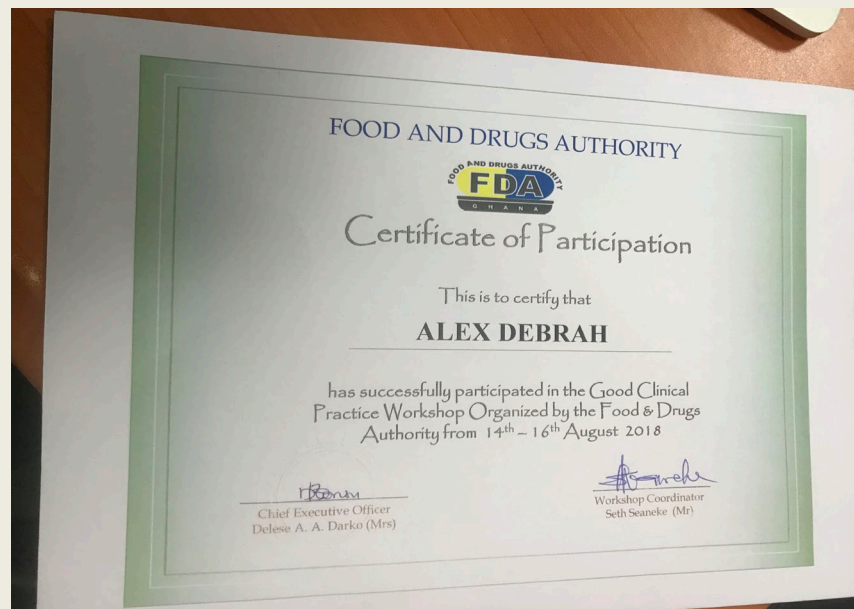 FOOD AND DRUGS AUTHORITY
FOOD AND DRUGS AUTHORITY
FDA
GHANA
Certificate of Participation
This is to certify that
ALEX DEBRAH
has successfully participated in the Good Clinical
Practice Workshop Organized by the Food & Drugs
Authority from 14th – 16th August 2018
Chief Executive Officer
Delese A. A. Darko (Mrs)
Workshop Coordinator
Seth Seaneke (Mr)